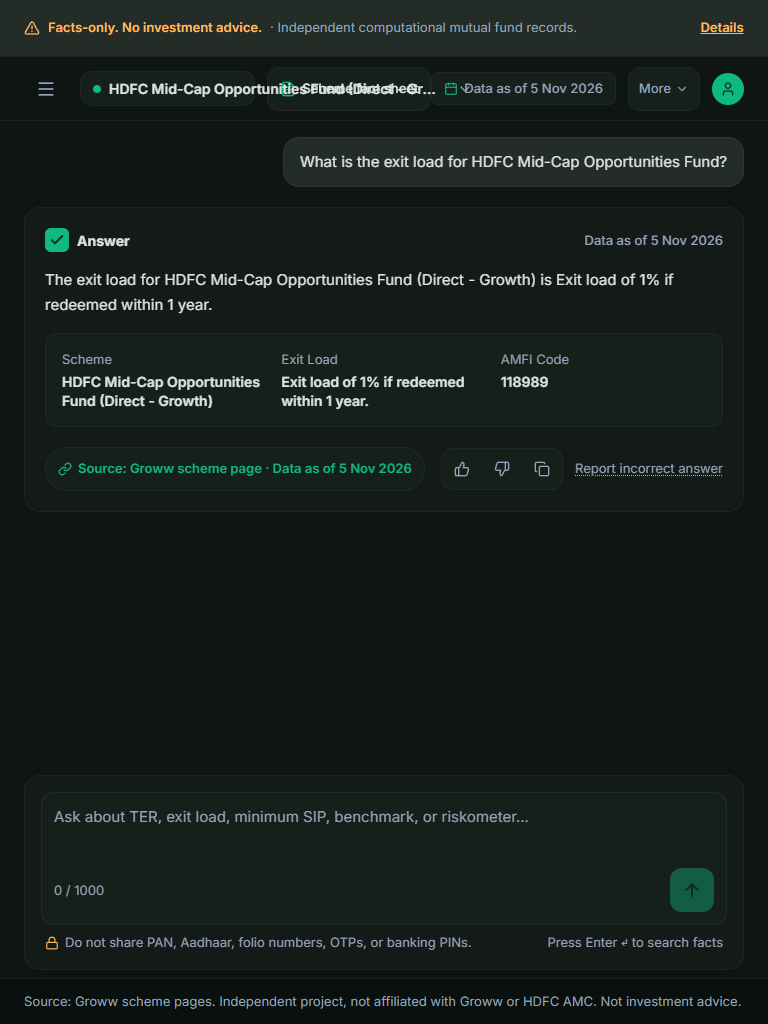 Facts-only. No investment advice. · Independent computational mutual fund records. Details
HDFC Mid-Cap Opportunities Fund (Direct - Gr...
Data as of 5 Nov 2026
More
What is the exit load for HDFC Mid-Cap Opportunities Fund?
Answer
Data as of 5 Nov 2026
The exit load for HDFC Mid-Cap Opportunities Fund (Direct - Growth) is Exit load of 1% if
redeemed within 1 year.
Scheme
HDFC Mid-Cap Opportunities
Fund (Direct - Growth)
Exit Load
Exit load of 1% if redeemed
within 1 year.
AMFI Code
118989
Source: Groww scheme page · Data as of 5 Nov 2026
Report incorrect answer
Ask about TER, exit load, minimum SIP, benchmark, or riskometer...
0 / 1000
Do not share PAN, Aadhaar, folio numbers, OTPs, or banking PINs.
Press Enter ↵ to search facts
Source: Groww scheme pages. Independent project, not affiliated with Groww or HDFC AMC. Not investment advice.